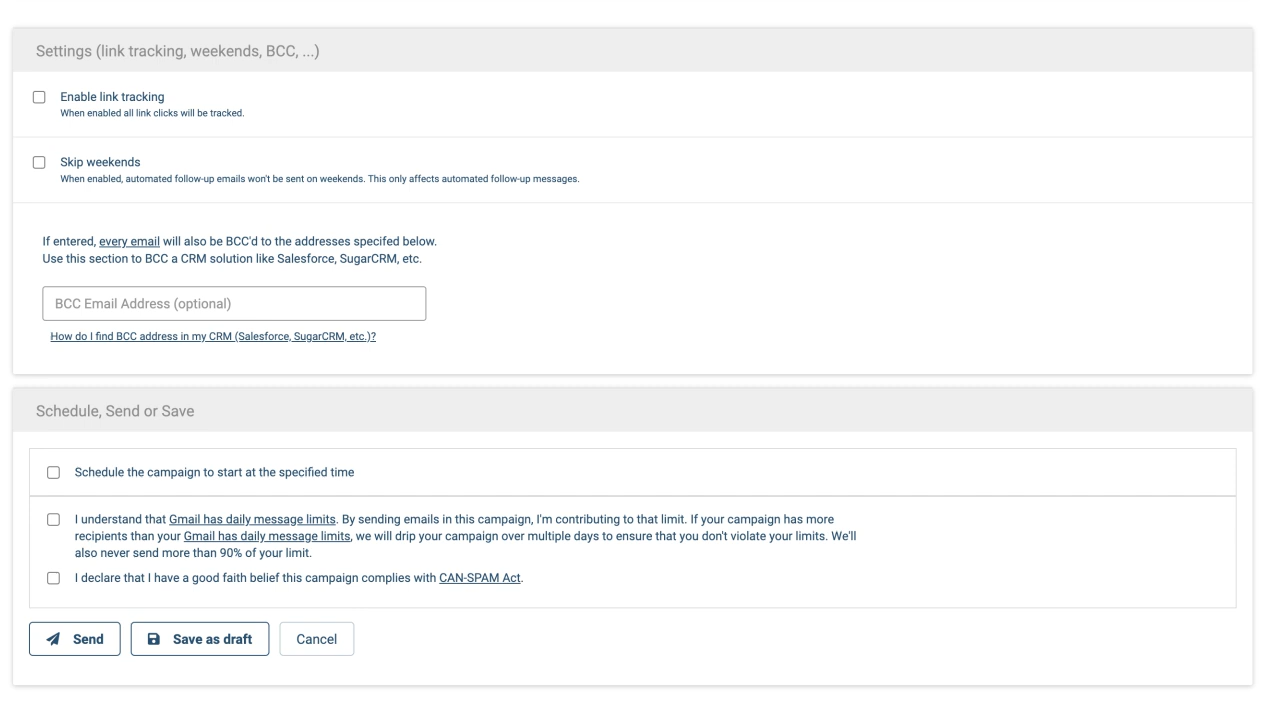 Settings (link tracking, weekends, BCC, ...)
Enable link tracking
When enabled all link clicks will be tracked.
Skip weekends
When enabled, automated follow-up emails won't be sent on weekends. This only affects automated follow-up messages.
If entered, every email will also be BCC'd to the addresses specifed below.
Use this section to BCC a CRM solution like Salesforce, SugarCRM, etc.
BCC Email Address (optional)
How do I find BCC address in my CRM (Salesforce, SugarCRM, etc.)?
Schedule, Send or Save
Schedule the campaign to start at the specified time
I understand that Gmail has daily message limits. By sending emails in this campaign, I'm contributing to that limit. If your campaign has more
recipients than your Gmail has daily message limits, we will drip your campaign over multiple days to ensure that you don't violate your limits. We'll
also never send more than 90% of your limit.
I declare that I have a good faith belief this campaign complies with CAN-SPAM Act.
Send Save as draft Cancel